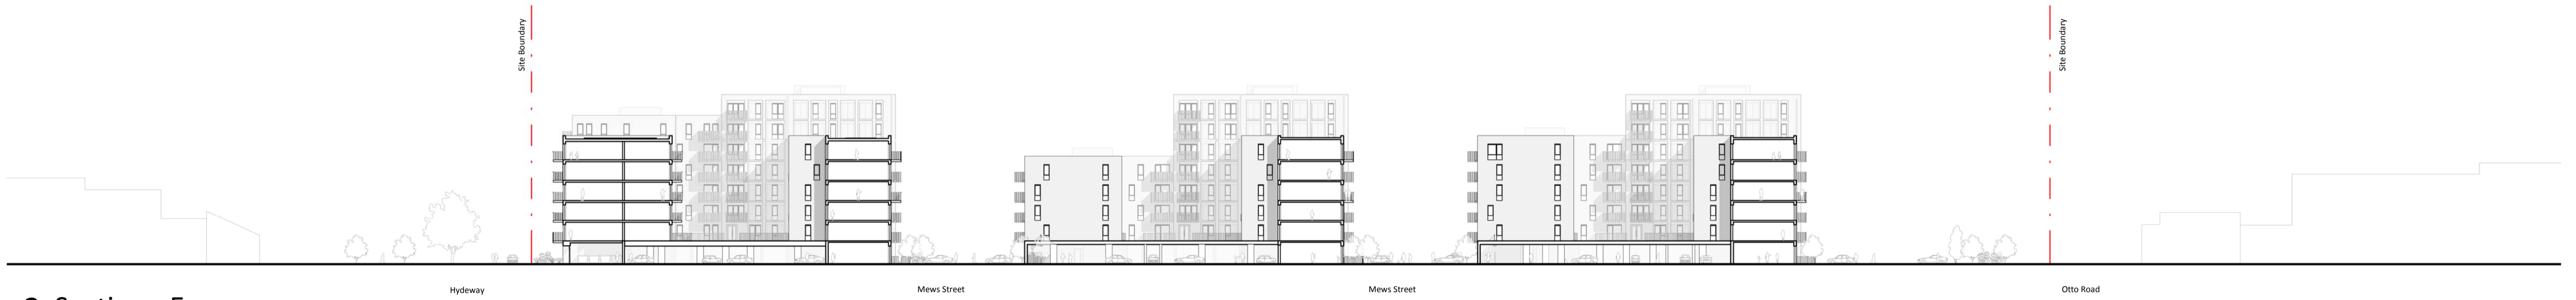 Site Boundary
Site Boundary
Hydeway
Mews Street
Mews Street
Otto Road